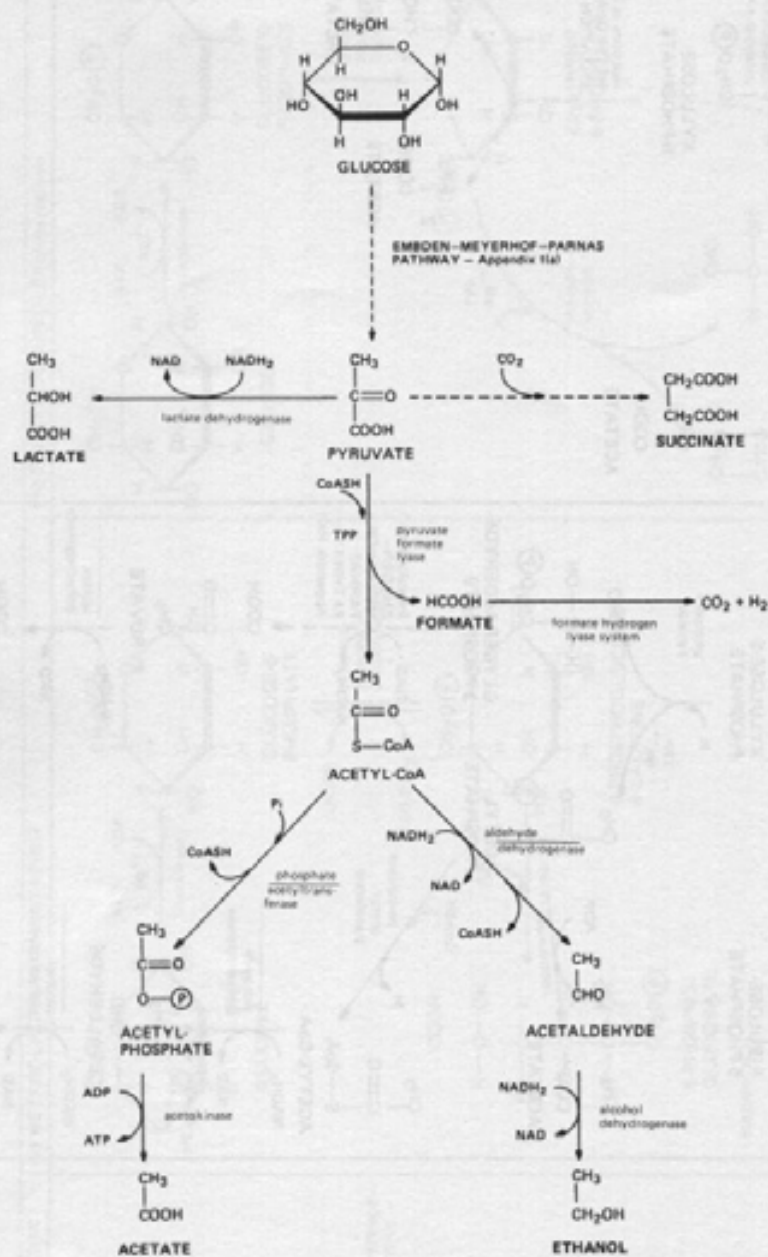 CH₂OH
H
O
H
H
HO
OH
H
OH
H
OH
GLUCOSE
EMBDEN–MEYERHOF–PARNAS
PATHWAY – Appendix
CH₃
CHOH
COOH
LACTATE
NAD
NADH₂
lactate dehydrogenase
CH₃
C=O
COOH
PYRUVATE
CO₂
CH₂COOH
CH₂COOH
SUCCINATE
CoASH
TPP
pyruvate
formate
lyase
HCOOH
FORMATE
formate hydrogen
lyase system
CO₂ + H₂
CH₃
C=O
S—CoA
ACETYL-CoA
Pᵢ
CoASH
phosphate
acetyltrans-
ferase
NADH₂
aldehyde
dehydrogenase
NAD
CoASH
CH₃
C=O
O—P
ACETYL-
PHOSPHATE
CH₃
CHO
ACETALDEHYDE
ADP
acetokinase
ATP
NADH₂
alcohol
dehydrogenase
NAD
CH₃
COOH
ACETATE
CH₃
CH₂OH
ETHANOL